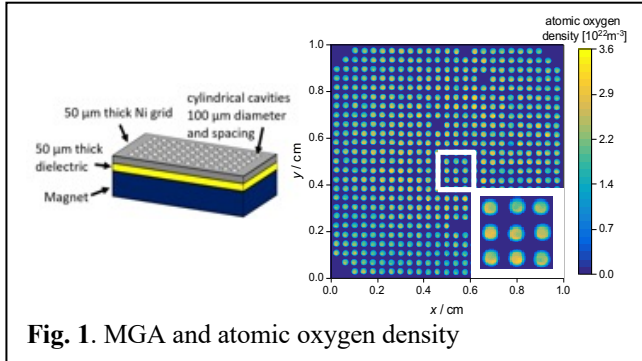 atomic oxygen
density [10²²m⁻³]
50 µm thick Ni grid
cylindrical cavities
100 µm diameter
and spacing
50 µm thick
dielectric
Magnet
y / cm
1.0
0.8
0.6
0.4
0.2
0.0
0.0 0.2 0.4 0.6 0.8 1.0
x / cm
3.6
2.9
2.2
1.4
0.7
0.0
Fig. 1. MGA and atomic oxygen density